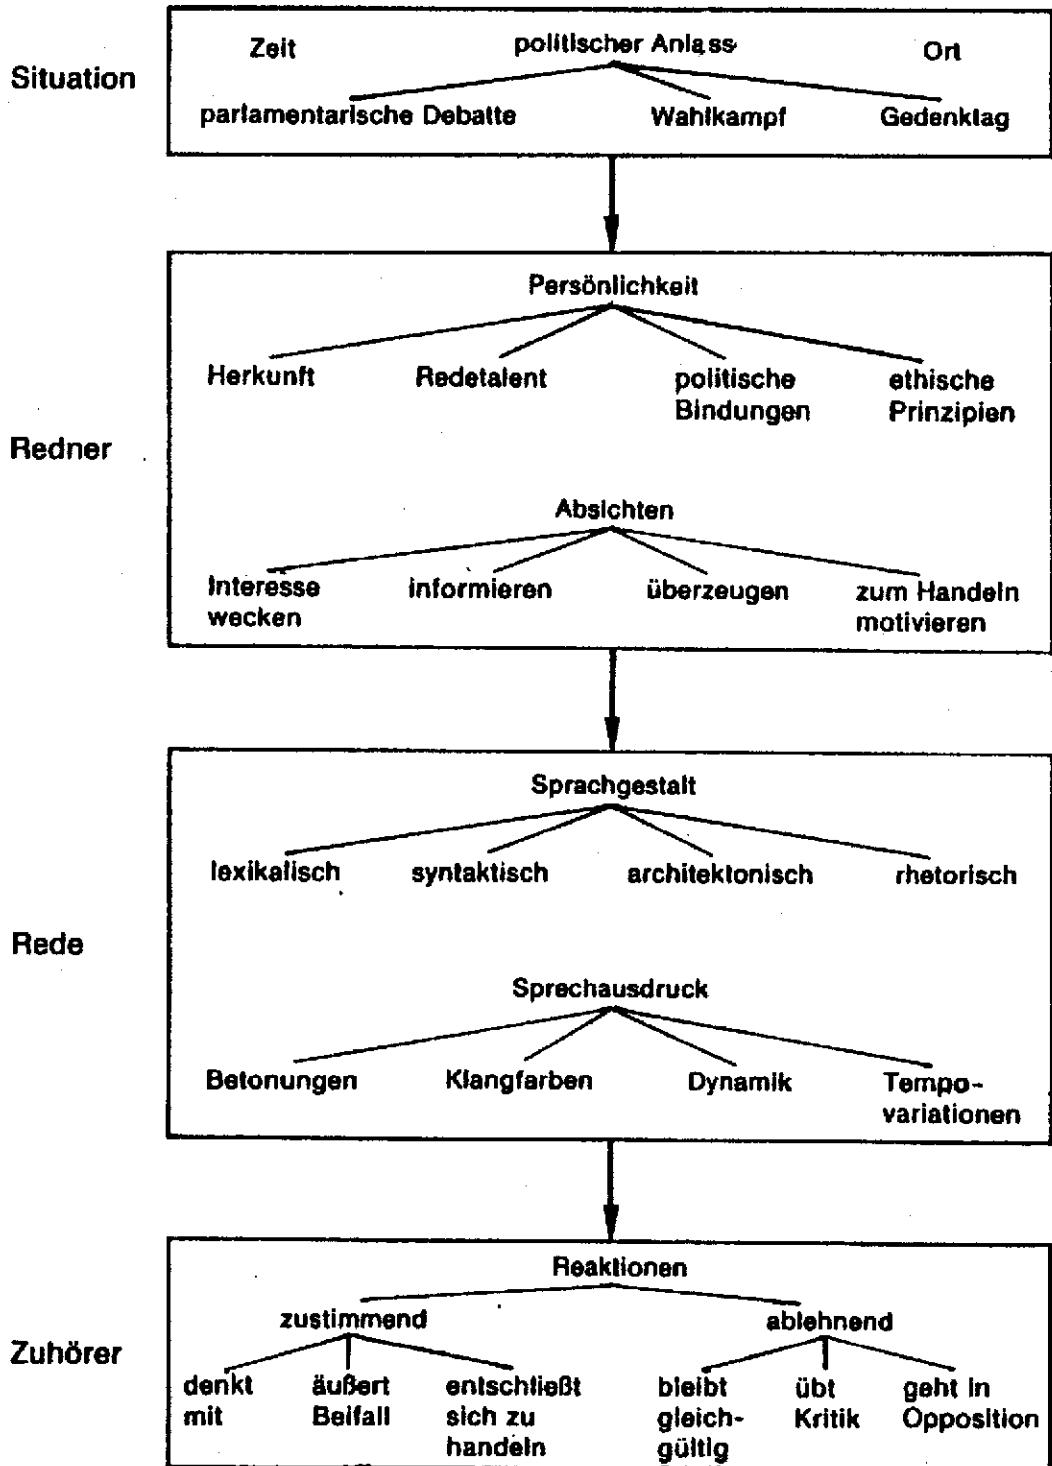 Situation
Zeit politischer Anlass Ort
parlamentarische Debatte Wahlkampf Gedenktag
Redner
Persönlichkeit
Herkunft Redetalent politische Bindungen ethische Prinzipien
Absichten
Interesse wecken informieren überzeugen zum Handeln motivieren
Rede
Sprachgestalt
lexikalisch syntaktisch architektonisch rhetorisch
Sprechausdruck
Betonungen Klangfarben Dynamik Tempo-
variationen
Zuhörer
Reaktionen
zustimmend ablehnend
denkt mit
äußert Beifall
entschließt sich zu handeln
bleibt gleich-
gültig
übt Kritik
geht in Opposition